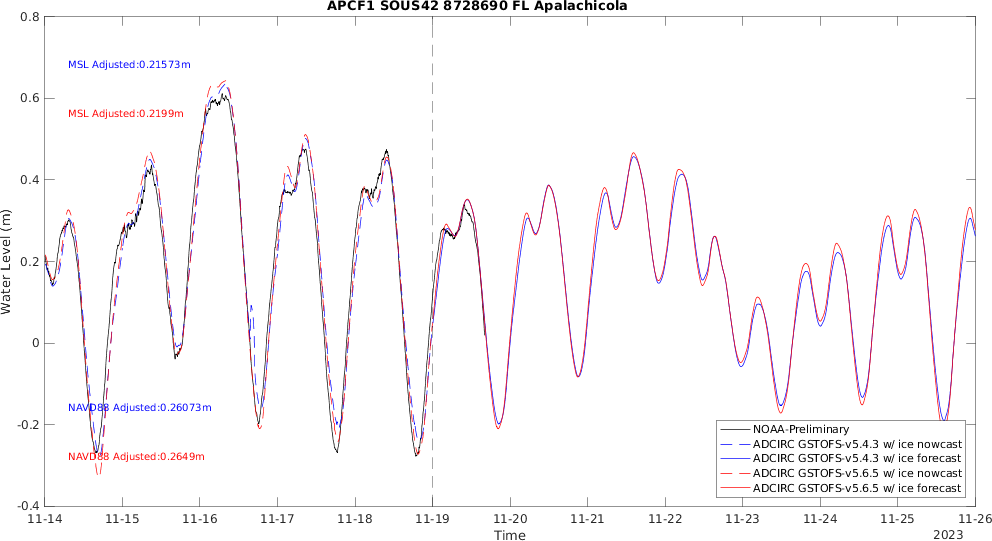 APCF1 SOUS42 8728690 FL Apalachicola
0.8
0.6
0.4
0.2
0
-0.2
-0.4
Water Level (m)
MSL Adjusted:0.21573m
MSL Adjusted:0.2199m
NAVD88 Adjusted:0.26073m
NAVD88 Adjusted:0.2649m
NOAA-Preliminary
ADCIRC GSTOFS-v5.4.3 w/ ice nowcast
ADCIRC GSTOFS-v5.4.3 w/ ice forecast
ADCIRC GSTOFS-v5.6.5 w/ ice nowcast
ADCIRC GSTOFS-v5.6.5 w/ ice forecast
11-14 11-15 11-16 11-17 11-18 11-19 11-20 11-21 11-22 11-23 11-24 11-25 11-26
Time
2023